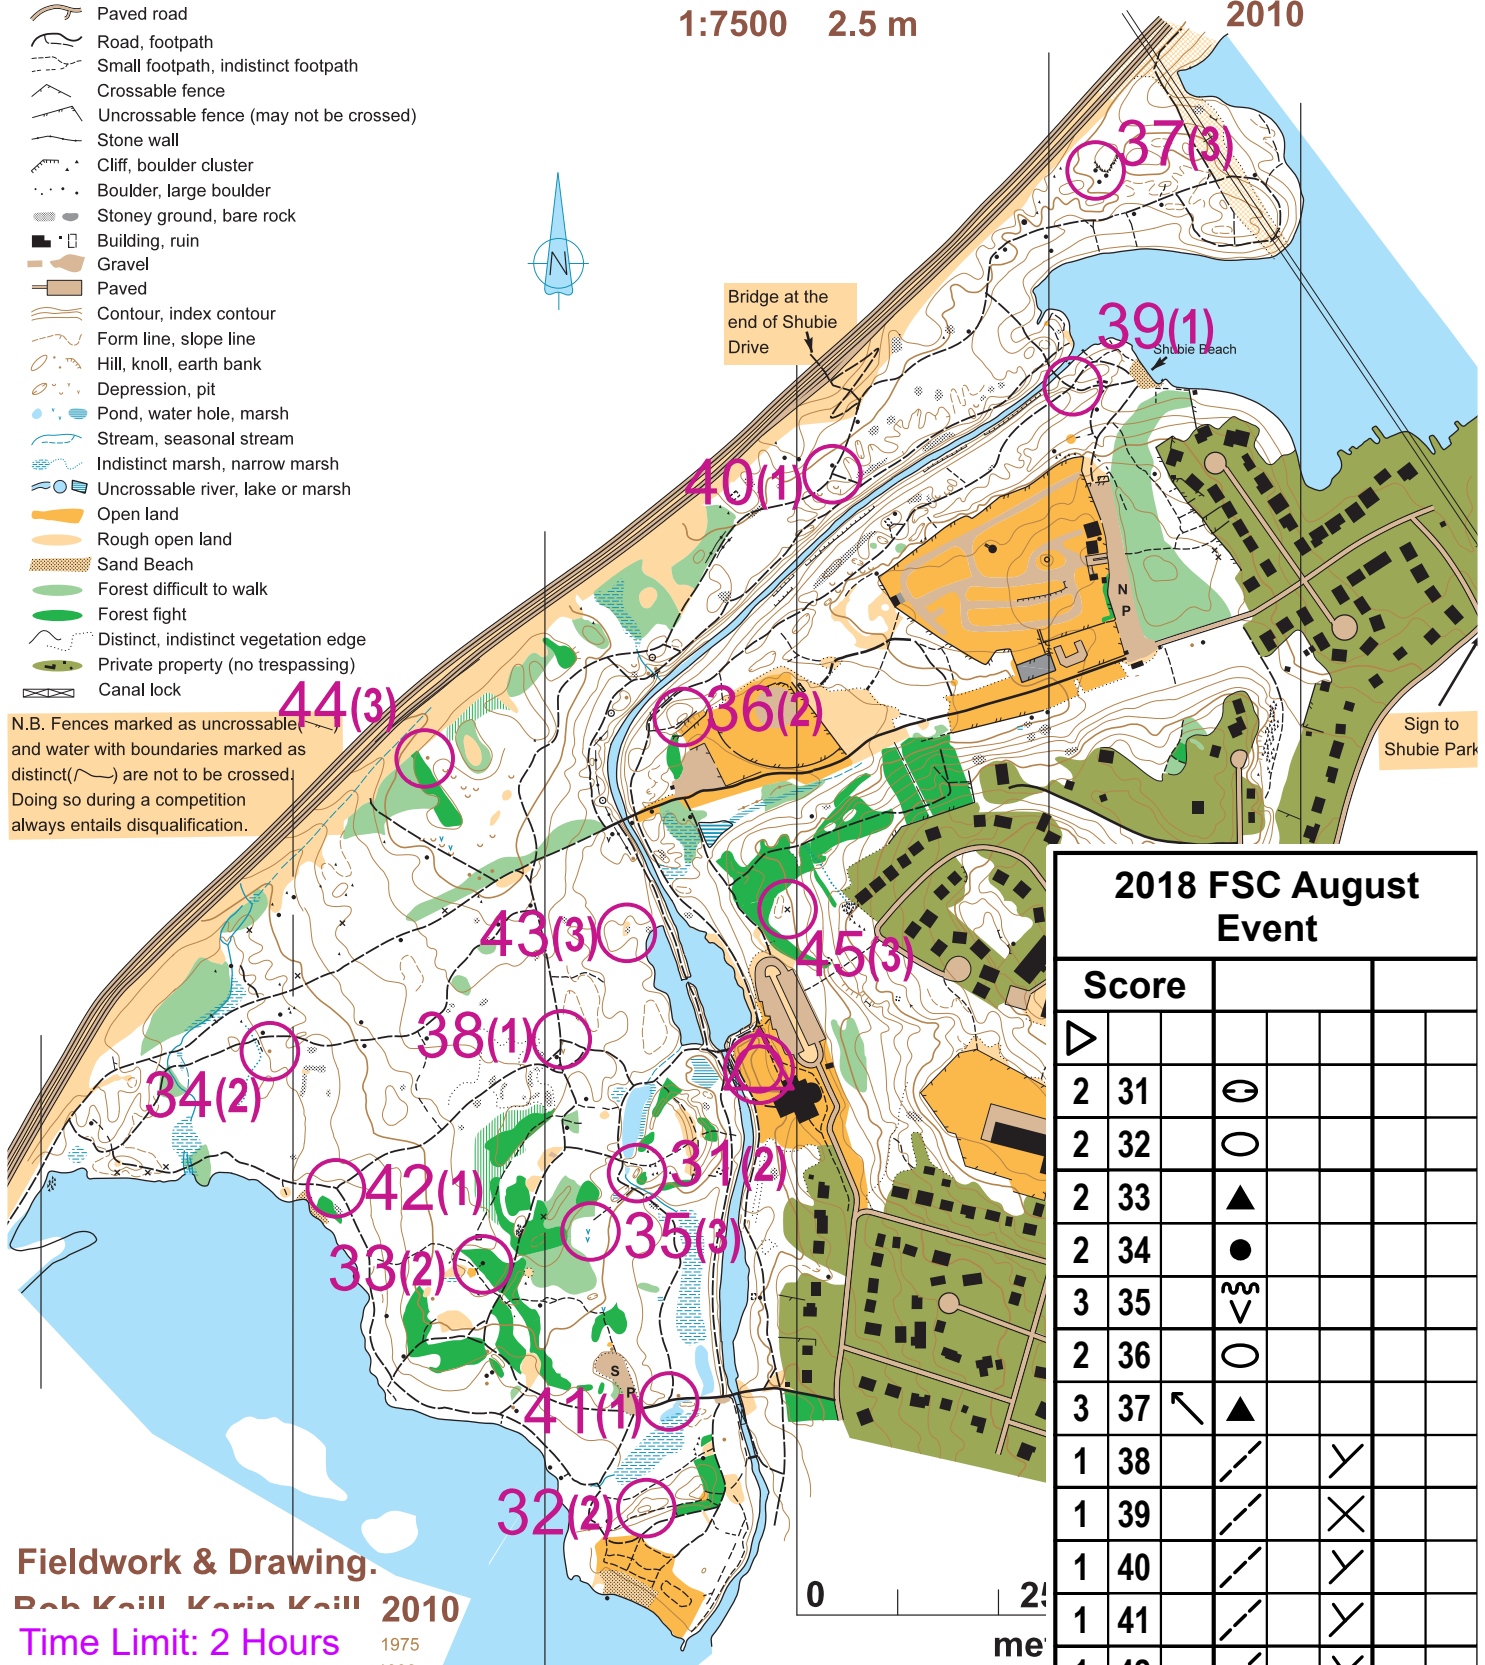 1:7500 2.5 m
2010
Paved road
Road, footpath
Small footpath, indistinct footpath
Crossable fence
Uncrossable fence (may not be crossed)
Stone wall
Cliff, boulder cluster
Boulder, large boulder
Stoney ground, bare rock
Building, ruin
Gravel
Paved
Contour, index contour
Form line, slope line
Hill, knoll, earth bank
Depression, pit
Pond, water hole, marsh
Stream, seasonal stream
Indistinct marsh, narrow marsh
Uncrossable river, lake or marsh
Open land
Rough open land
Sand Beach
Forest difficult to walk
Forest fight
Distinct, indistinct vegetation edge
Private property (no trespassing)
Canal lock
N.B. Fences marked as uncrossable
and water with boundaries marked as
distinct( ) are not to be crossed.
Doing so during a competition
always entails disqualification.
N
Bridge at the
end of Shubie
Drive
37(3)
39(1)
Shubie Beach
40(1)
N
P
44(3)
36(2)
Sign to
Shubie Park
43(3)
45(3)
38(1)
34(2)
31(2)
42(1)
35(3)
33(2)
S
P
41(1)
32(2)
2018 FSC August
Event
Score
2 31
2 32
2 33
2 34
3 35
2 36
3 37
1 38
1 39
1 40
1 41
0 25
Fieldwork & Drawing.
Bob Kaill, Karin Kaill 2010
Time Limit: 2 Hours
1975